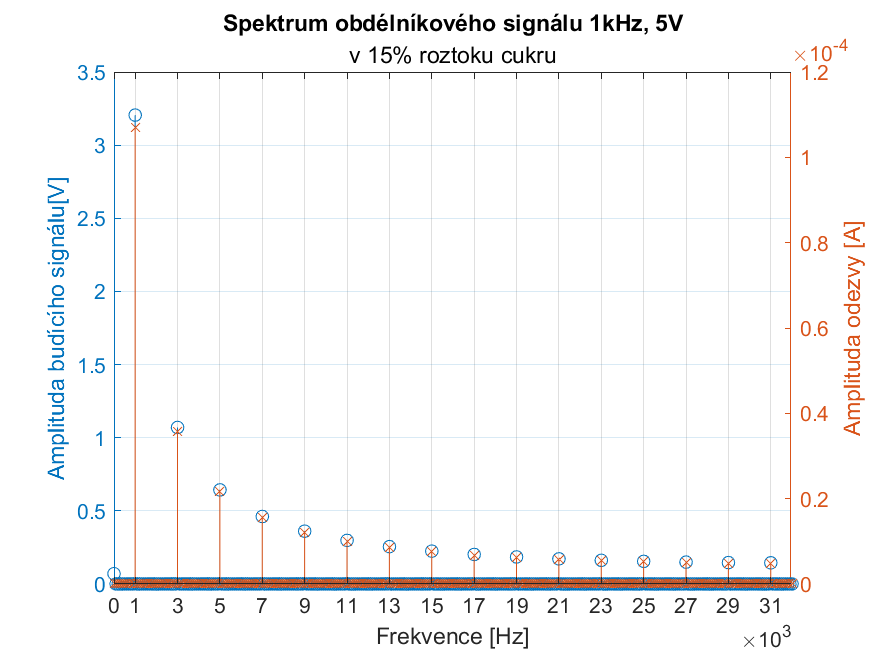 Spektrum obdélníkového signálu 1kHz, 5V
v 15% roztoku cukru
×10-4
3.5
3
2.5
2
1.5
1
0.5
0
Amplituda budícího signálu[V]
1.2
1
0.8
0.6
0.4
0.2
0
Amplituda odezvy [A]
0 1 3 5 7 9 11 13 15 17 19 21 23 25 27 29 31
Frekvence [Hz]
×103